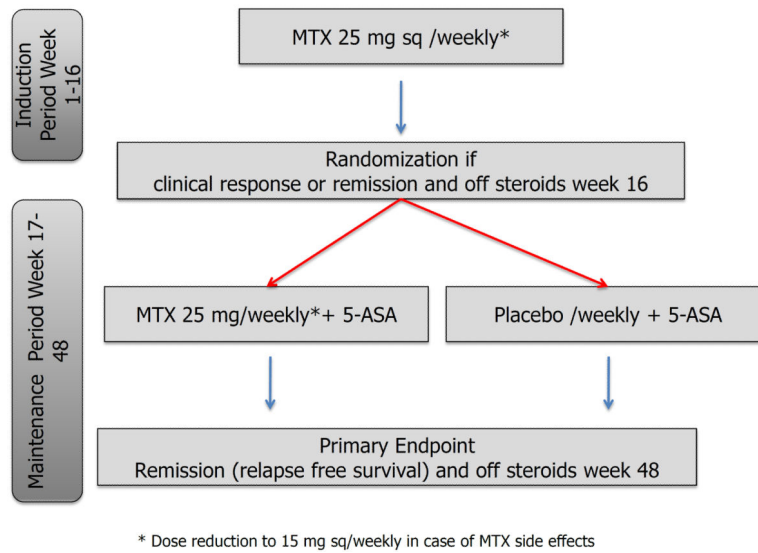 Induction
Period Week
1-16
MTX 25 mg sq /weekly*
Randomization if
clinical response or remission and off steroids week 16
Maintenance Period Week 17-
48
MTX 25 mg/weekly*+ 5-ASA
Placebo /weekly + 5-ASA
Primary Endpoint
Remission (relapse free survival) and off steroids week 48
* Dose reduction to 15 mg sq/weekly in case of MTX side effects